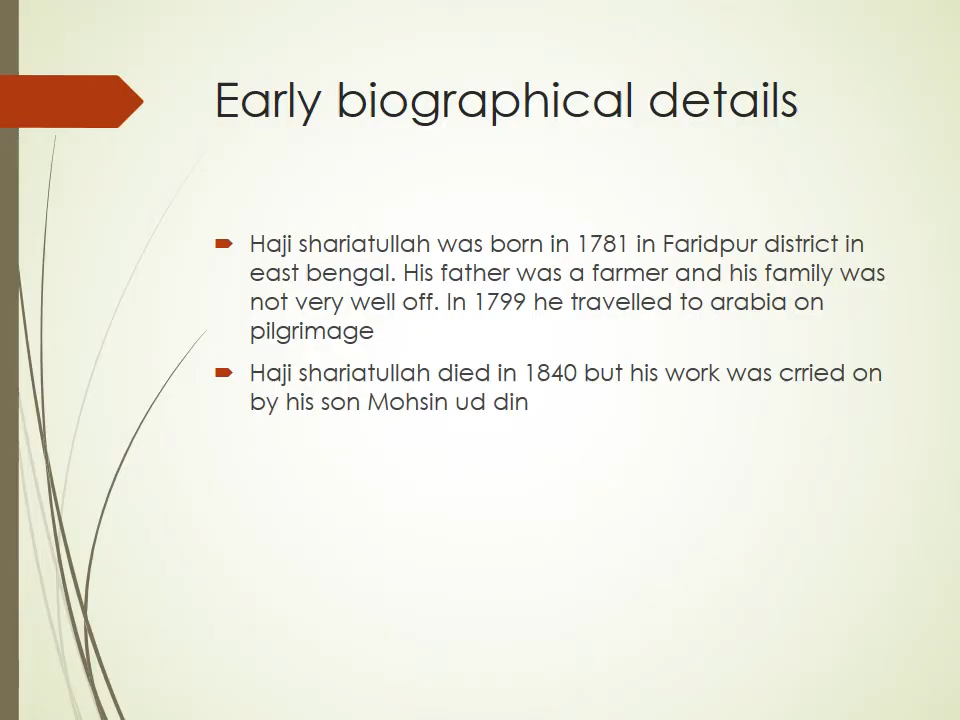 Early biographical details
Haji shariatullah was born in 1781 in Faridpur district in
east bengal. His father was a farmer and his family was
not very well off. In 1799 he travelled to arabia on
pilgrimage
Haji shariatullah died in 1840 but his work was crried on
by his son Mohsin ud din